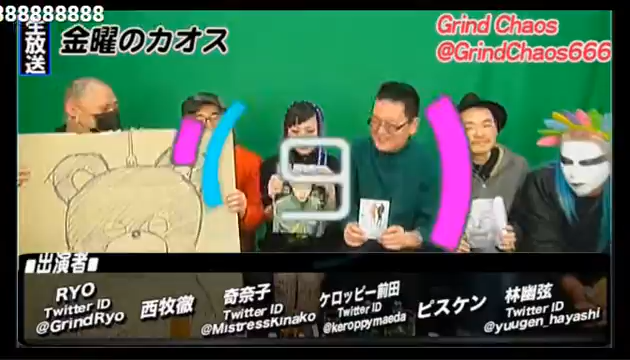 888888888
生放送
金曜のカオス
Grind Chaos
@GrindChaos666
9
■出演者■
RYO
Twitter ID
@GrindRyo
西牧徹
奇奈子
Twitter ID
@MistressKinako
ケロッピー前田
Twitter ID
@keroppymaeda
ピスケン
林幽弦
Twitter ID
@yuugen_hayashi